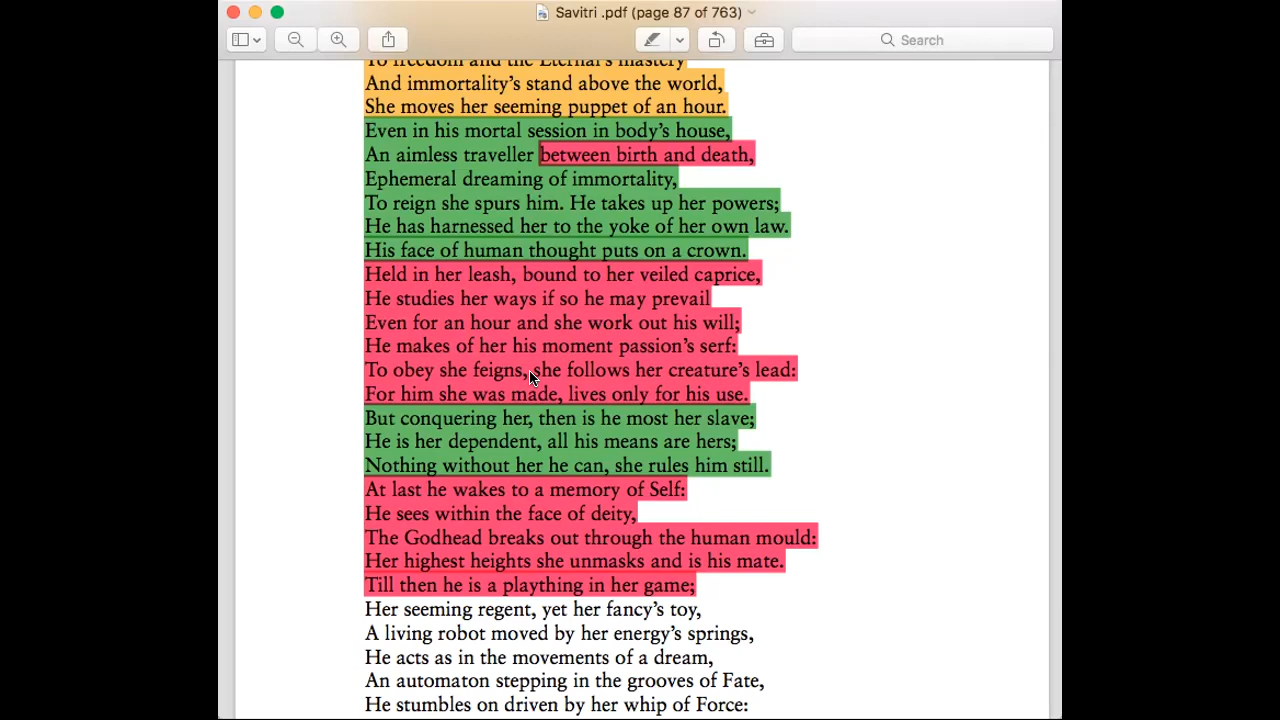 Savitri .pdf (page 87 of 763)
Search
To freedom and the Eternal's mastery
And immortality's stand above the world,
She moves her seeming puppet of an hour.
Even in his mortal session in body's house,
An aimless traveller between birth and death,
Ephemeral dreaming of immortality,
To reign she spurs him. He takes up her powers;
He has harnessed her to the yoke of her own law.
His face of human thought puts on a crown.
Held in her leash, bound to her veiled caprice,
He studies her ways if so he may prevail
Even for an hour and she work out his will;
He makes of her his moment passion's serf:
To obey she feigns, she follows her creature's lead:
For him she was made, lives only for his use.
But conquering her, then is he most her slave;
He is her dependent, all his means are hers;
Nothing without her he can, she rules him still.
At last he wakes to a memory of Self:
He sees within the face of deity,
The Godhead breaks out through the human mould:
Her highest heights she unmasks and is his mate.
Till then he is a plaything in her game;
Her seeming regent, yet her fancy's toy,
A living robot moved by her energy's springs,
He acts as in the movements of a dream,
An automaton stepping in the grooves of Fate,
He stumbles on driven by her whip of Force: